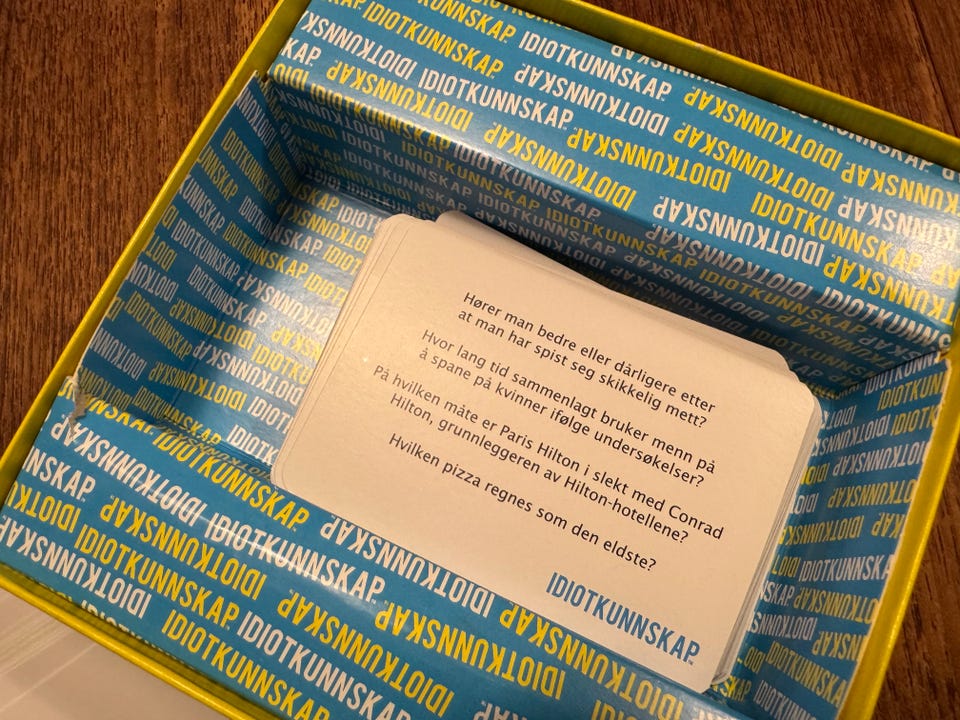 Hører man bedre eller dårligere etter
at man har spist seg skikkelig mett?
Hvor lang tid sammenlagt bruker menn på
å spane på kvinner ifølge undersøkelser?
På hvilken måte er Paris Hilton i slekt med Conrad
Hilton, grunnleggeren av Hilton-hotellene?
Hvilken pizza regnes som den eldste?
IDIOTKUNNSKAP